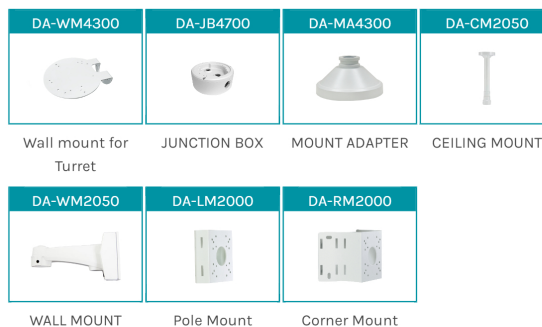 DA-WM4300
DA-JB4700
DA-MA4300
DA-CM2050
Wall mount for
Turret
JUNCTION BOX
MOUNT ADAPTER
CEILING MOUNT
DA-WM2050
DA-LM2000
DA-RM2000
WALL MOUNT
Pole Mount
Corner Mount